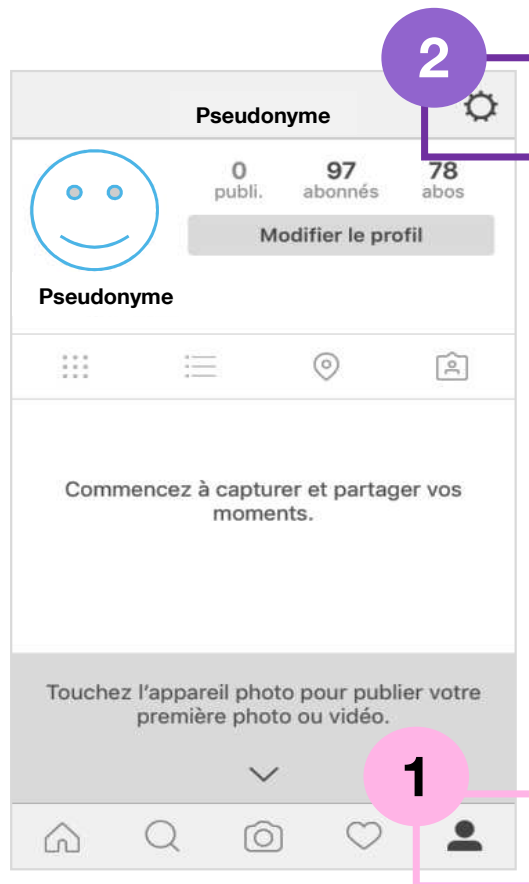 2
Pseudonyme
0 97 78
publi. abonnés abos
Modifier le profil
Pseudonyme
Commencez à capturer et partager vos
moments.
Touchez l'appareil photo pour publier votre
première photo ou vidéo.
1